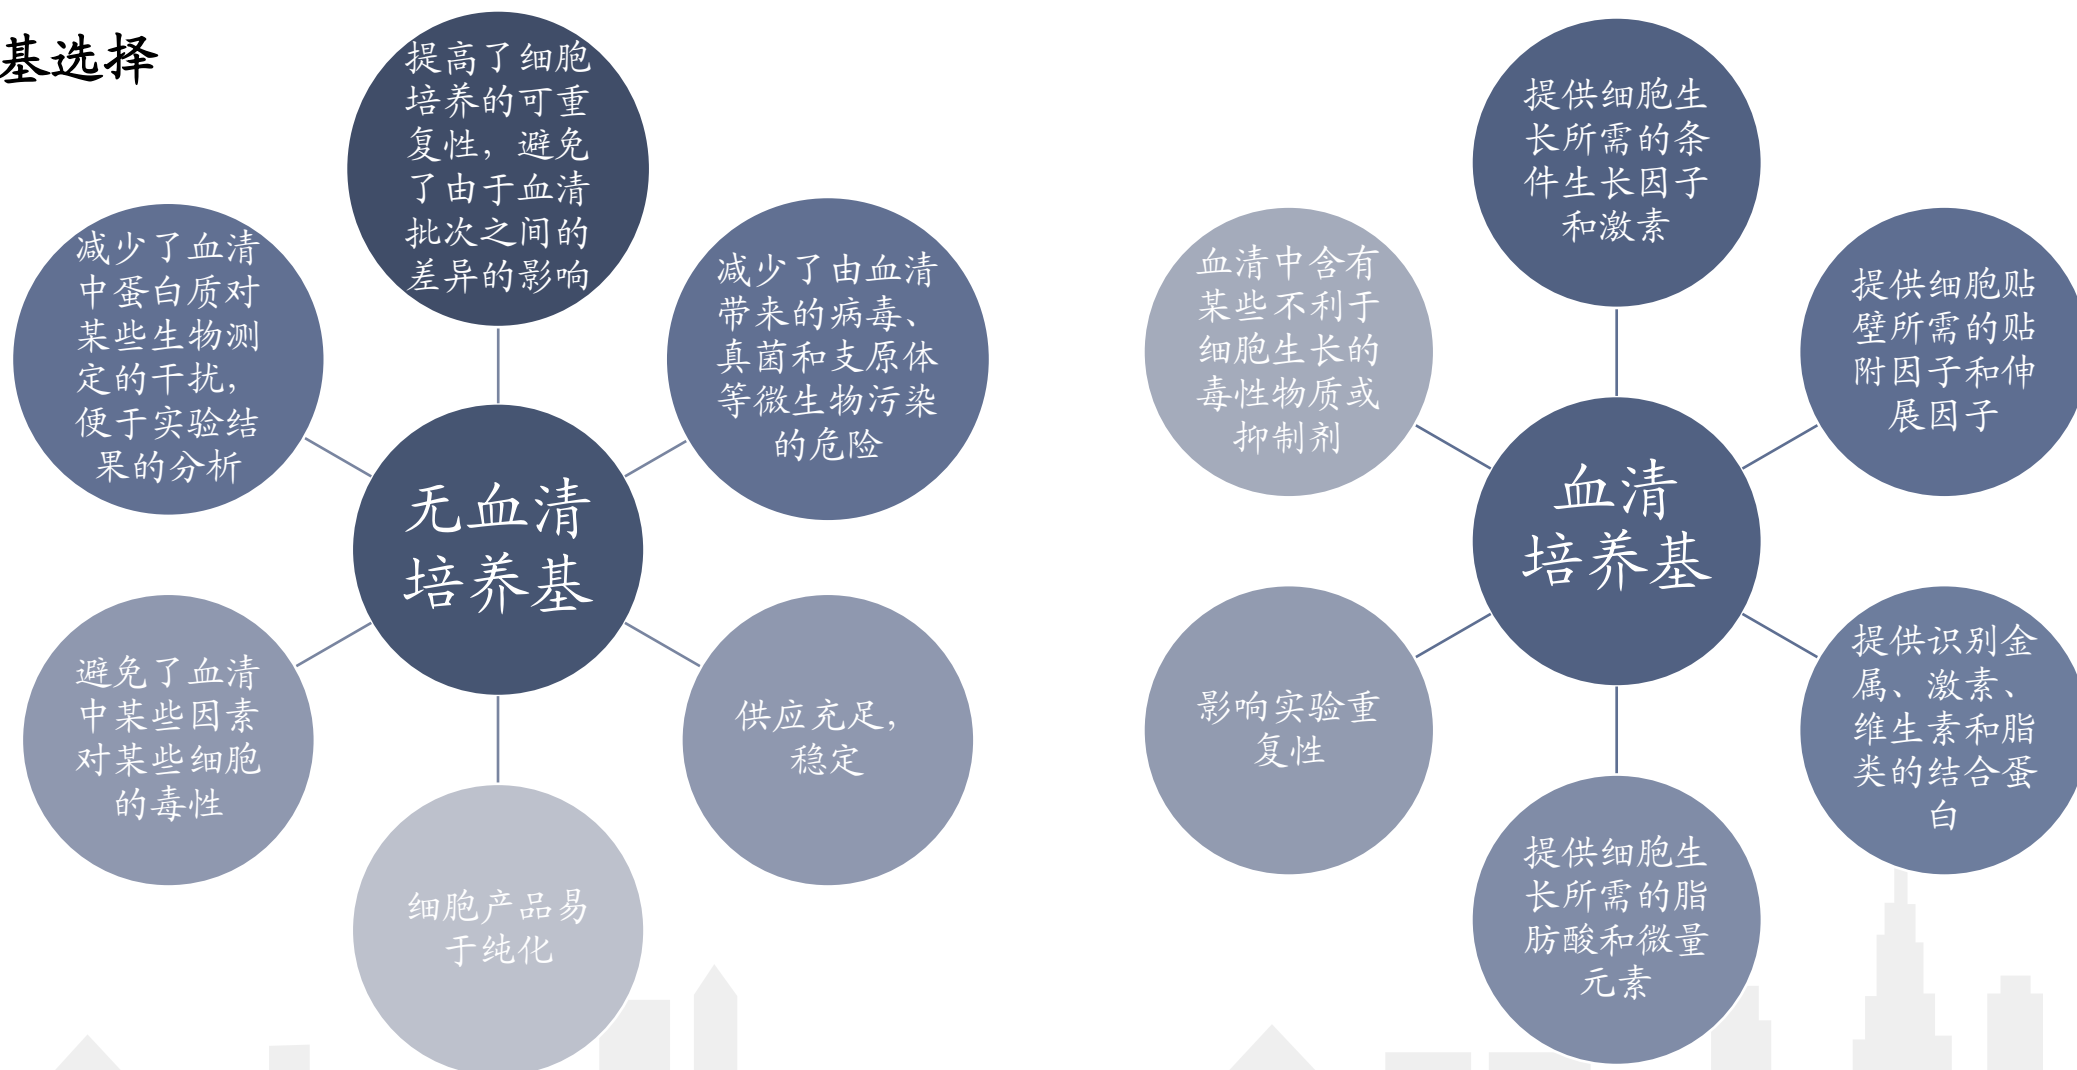 基选择
提高了细胞
培养的可重
复性，避免
了由于血清
批次之间的
差异的影响
减少了由血清
带来的病毒、
真菌和支原体
等微生物污染
的危险
供应充足，
稳定
细胞产品易
于纯化
避免了血清
中某些因素
对某些细胞
的毒性
减少了血清
中蛋白质对
某些生物测
定的干扰，
便于实验结
果的分析
无血清
培养基
提供细胞生
长所需的条
件生长因子
和激素
提供细胞贴
壁所需的贴
附因子和伸
展因子
提供识别金
属、激素、
维生素和脂
类的结合蛋
白
提供细胞生
长所需的脂
肪酸和微量
元素
影响实验重
复性
血清中含有
某些不利于
细胞生长的
毒性物质或
抑制剂
血清
培养基